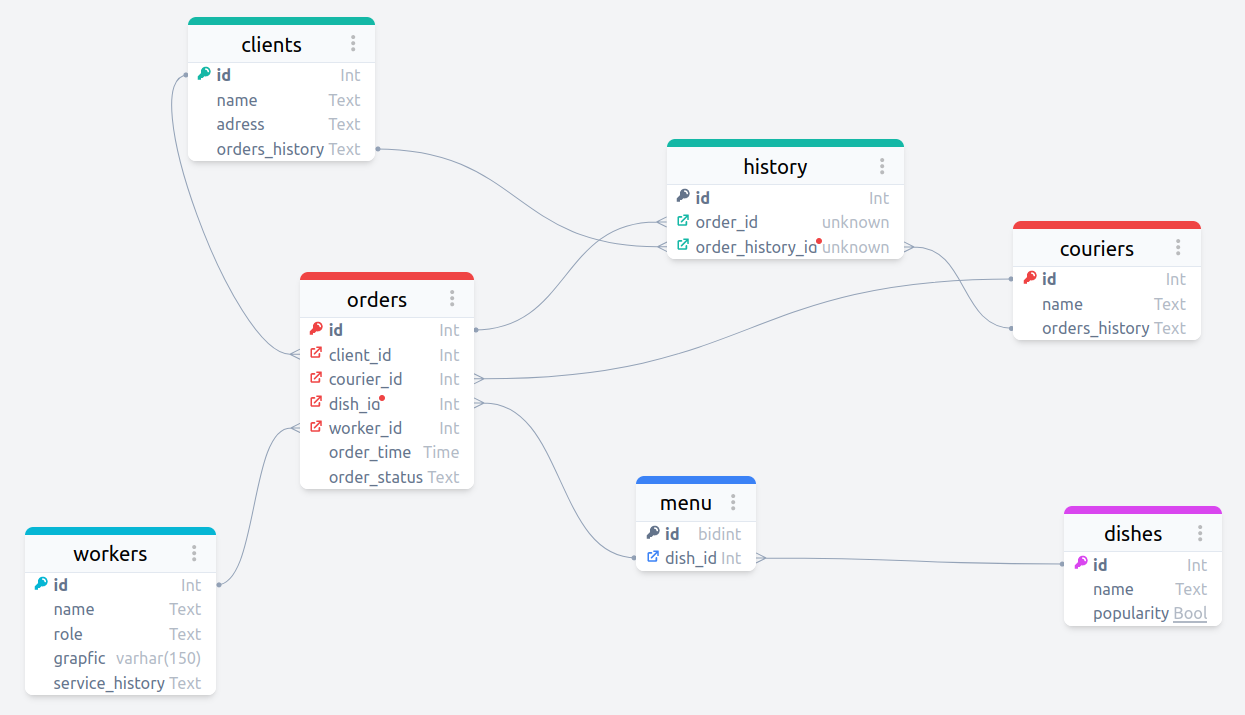 clients
id Int
name Text
adress Text
orders_history Text
history
id Int
order_id unknown
order_history_id unknown
couriers
id Int
name Text
orders_history Text
orders
id Int
client_id Int
courier_id Int
dish_id Int
worker_id Int
order_time Time
order_status Text
menu
id bidint
dish_id Int
dishes
id Int
name Text
popularity Bool
workers
id Int
name Text
role Text
grapfic varhar(150)
service_history Text